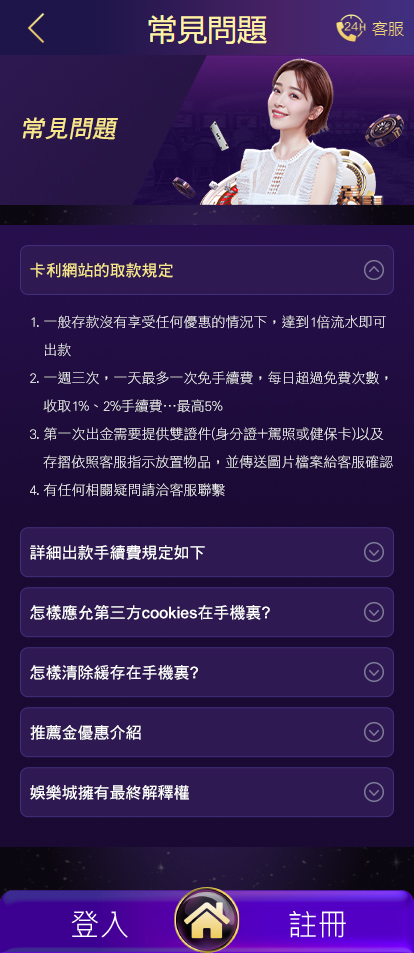 常見問題
24H 客服
常見問題
卡利網站的取款規定
1. 一般存款沒有享受任何優惠的情況下，達到1倍流水即可
出款
2. 一週三次，一天最多一次免手續費，每日超過免費次數，
收取1%、2%手續費⋯最高5%
3. 第一次出金需要提供雙證件(身分證+駕照或健保卡)以及
存摺依照客服指示放置物品，並傳送圖片檔案給客服確認
4. 有任何相關疑問請洽客服聯繫
詳細出款手續費規定如下
怎樣應允第三方cookies在手機裏?
怎樣清除緩存在手機裏?
推薦金優惠介紹
娛樂城擁有最終解釋權
登入
註冊